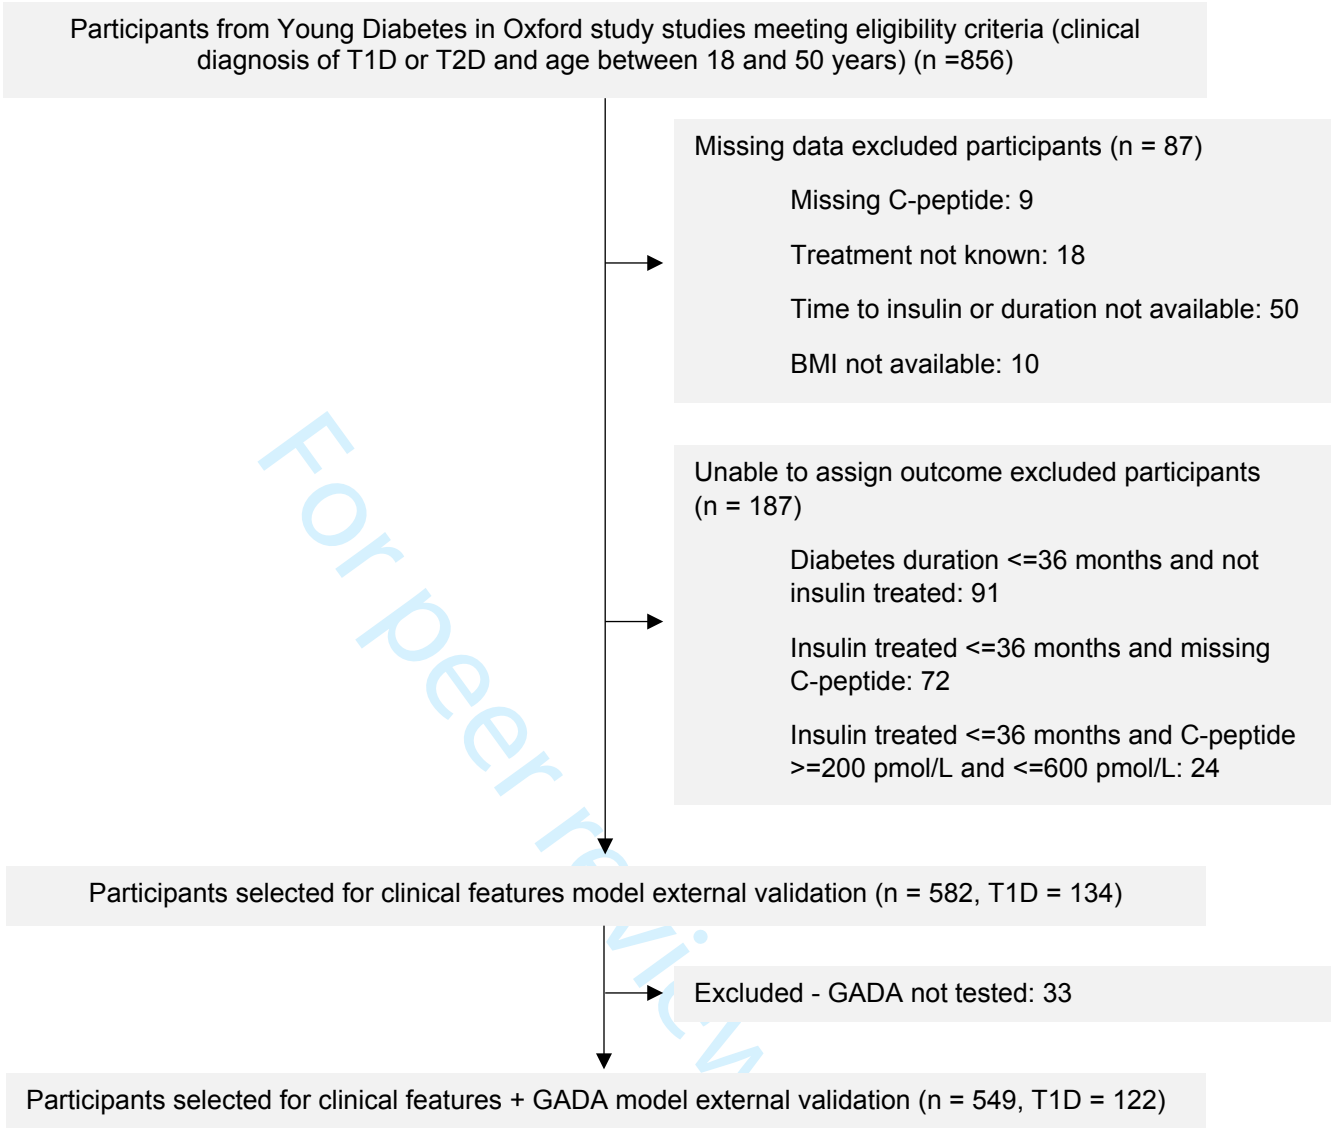 Participants from Young Diabetes in Oxford study studies meeting eligibility criteria (clinical
diagnosis of T1D or T2D and age between 18 and 50 years) (n =856)
Missing data excluded participants (n = 87)
Missing C-peptide: 9
Treatment not known: 18
Time to insulin or duration not available: 50
BMI not available: 10
Unable to assign outcome excluded participants
(n = 187)
Diabetes duration <=36 months and not
insulin treated: 91
Insulin treated <=36 months and missing
C-peptide: 72
Insulin treated <=36 months and C-peptide
>=200 pmol/L and <=600 pmol/L: 24
Participants selected for clinical features model external validation (n = 582, T1D = 134)
Excluded - GADA not tested: 33
Participants selected for clinical features + GADA model external validation (n = 549, T1D = 122)
For peer review